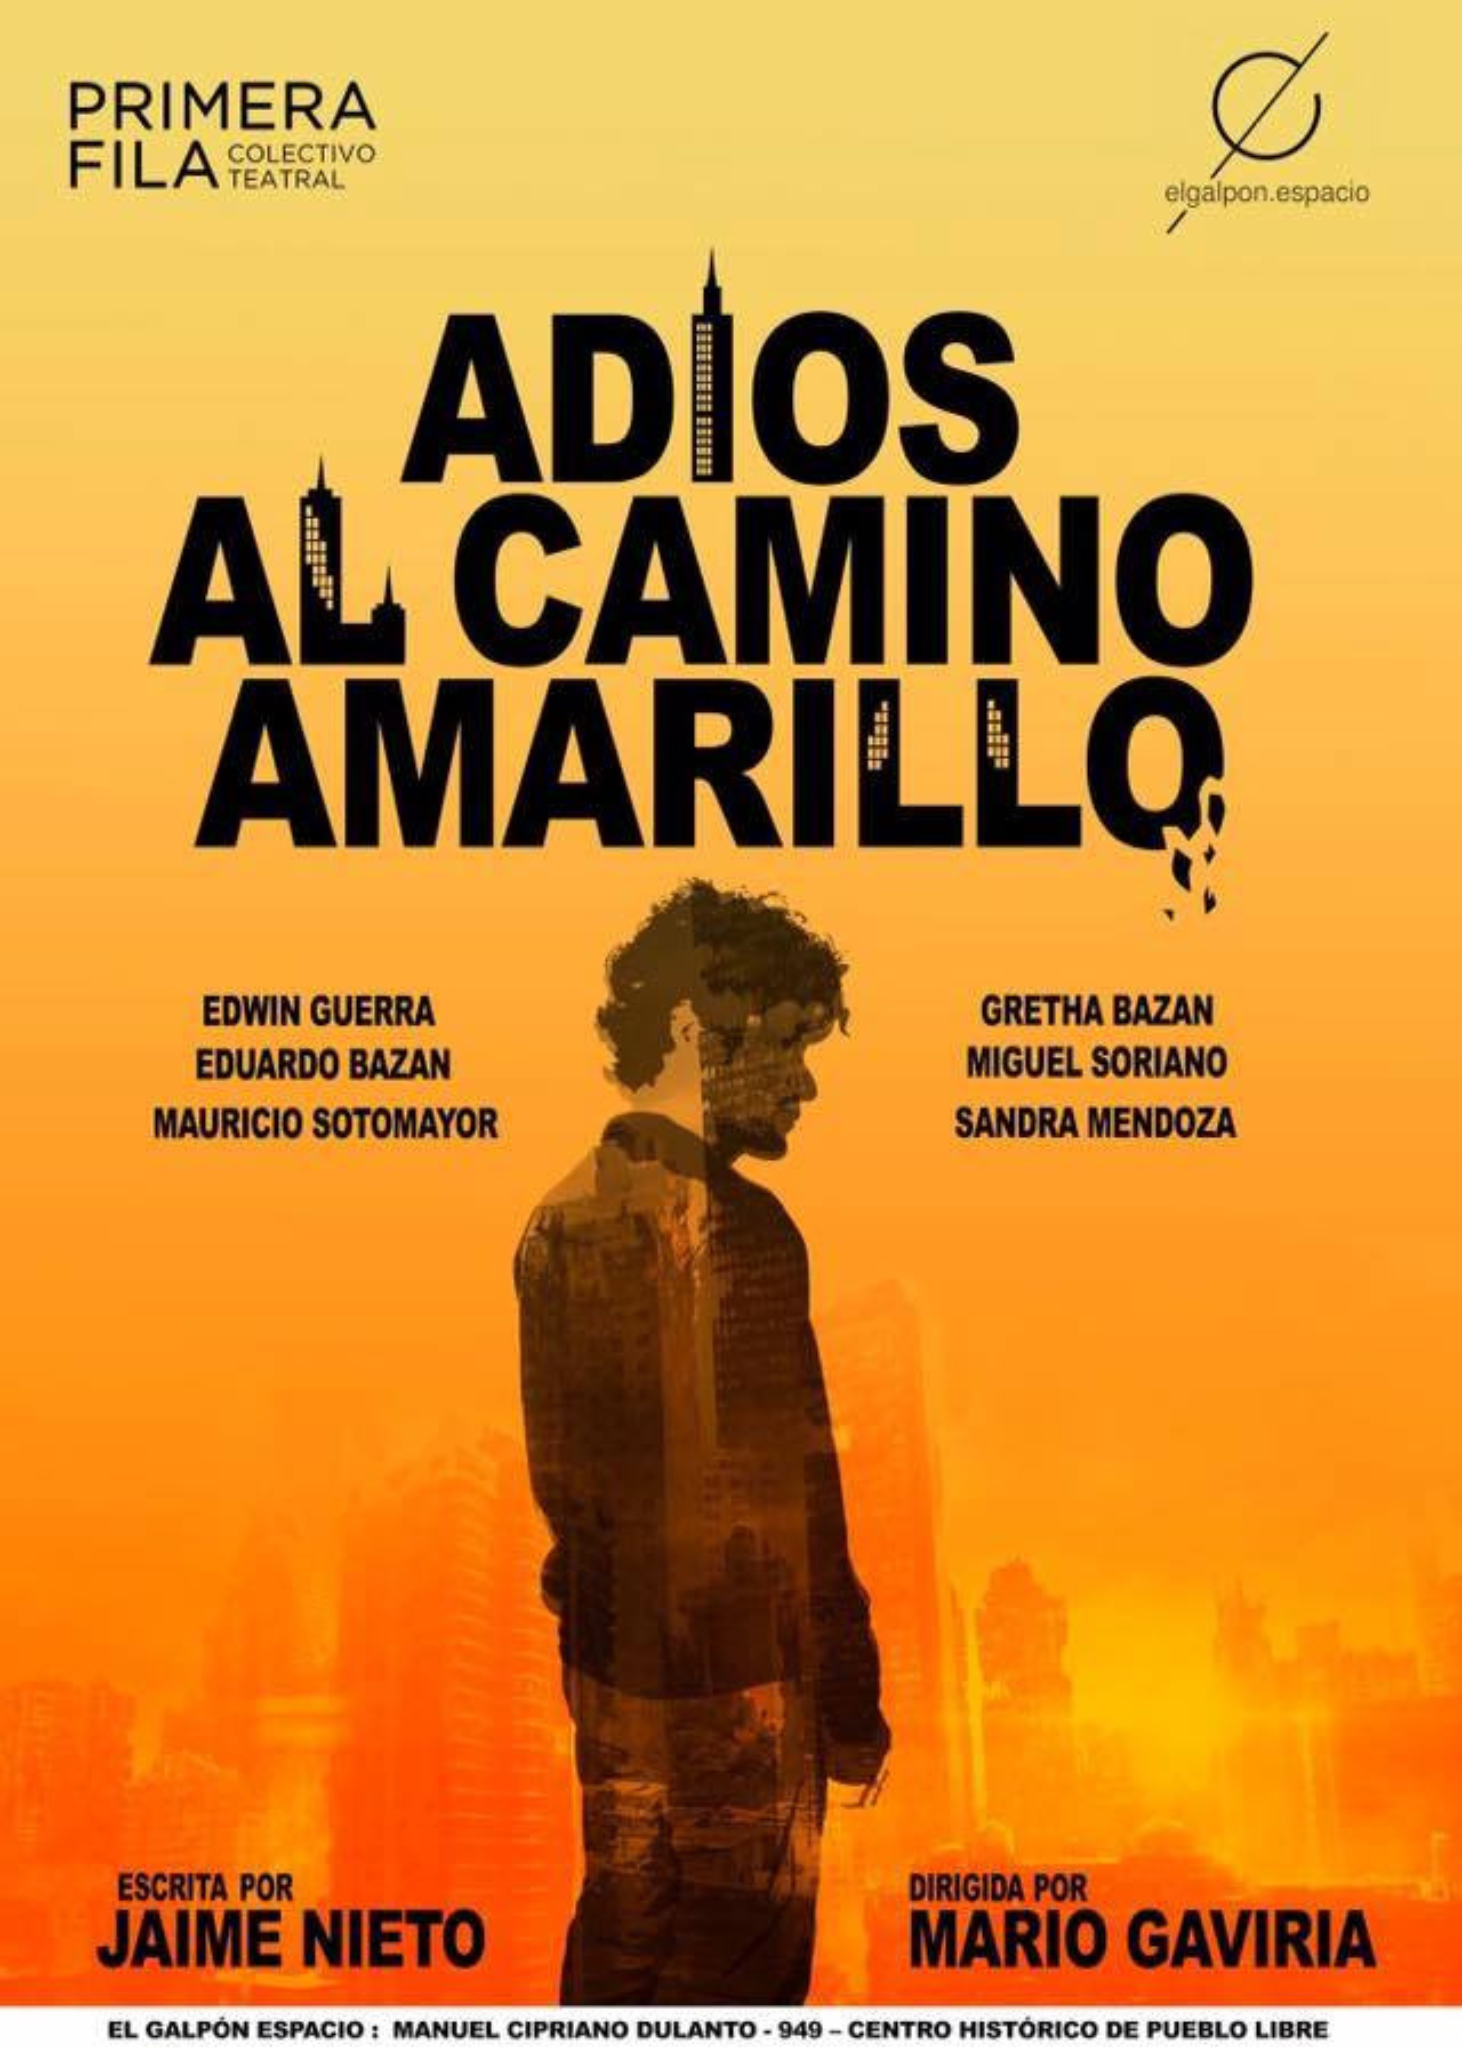 PRIMERA
FILA COLECTIVO
TEATRAL
elgalpon.espacio
ADIOS
AL CAMINO
AMARILLO
EDWIN GUERRA
EDUARDO BAZAN
MAURICIO SOTOMAYOR
GRETHA BAZAN
MIGUEL SORIANO
SANDRA MENDOZA
ESCRITA POR
JAIME NIETO
DIRIGIDA POR
MARIO GAVIRIA
EL GALPÓN ESPACIO : MANUEL CIPRIANO DULANTO - 949 – CENTRO HISTÓRICO DE PUEBLO LIBRE